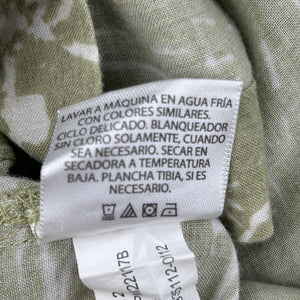 LAVAR A MÁQUINA EN AGUA FRÍA
CON COLORES SIMILARES.
CICLO DELICADO. BLANQUEADOR
SIN CLORO SOLAMENTE, CUANDO
SEA NECESARIO. SECAR EN
SECADORA A TEMPERATURA
BAJA. PLANCHA TIBIA, SI ES
NECESARIO.